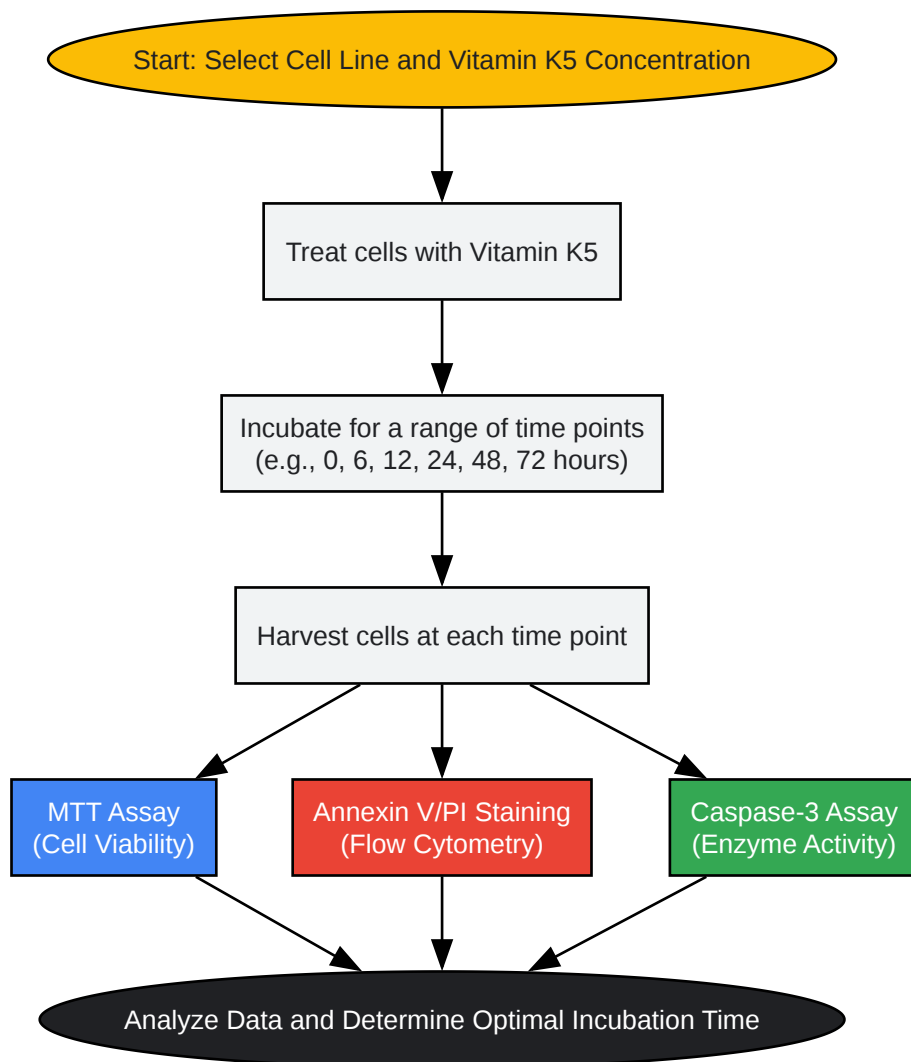 Start: Select Cell Line and Vitamin K5 Concentration
Treat cells with Vitamin K5
Incubate for a range of time points
(e.g., 0, 6, 12, 24, 48, 72 hours)
Harvest cells at each time point
MTT Assay
(Cell Viability)
Annexin V/PI Staining
(Flow Cytometry)
Caspase-3 Assay
(Enzyme Activity)
Analyze Data and Determine Optimal Incubation Time